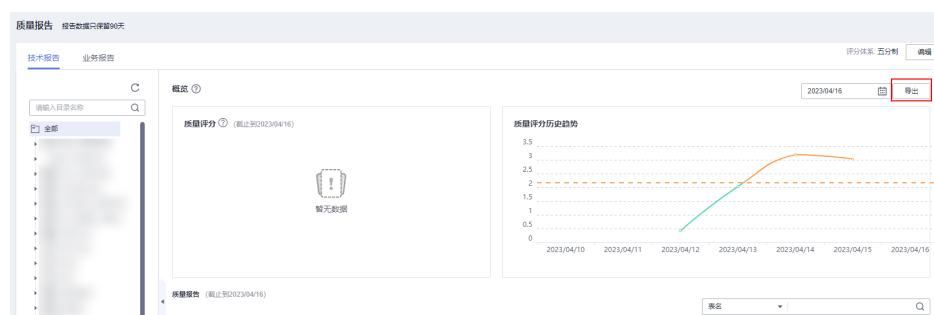 质量报告 报告数据只保留90天
技术报告 业务报告
评分体系: 五分制 编辑
概览
2023/04/16 导出
请输入目录名称
全部
质量评分 (截止到2023/04/16)
暂无数据
质量评分历史趋势
3.5
3
2.5
2
1.5
1
0.5
0
2023/04/10 2023/04/11 2023/04/12 2023/04/13 2023/04/14 2023/04/15 2023/04/16
质量报告 (截止到2023/04/16)
表名